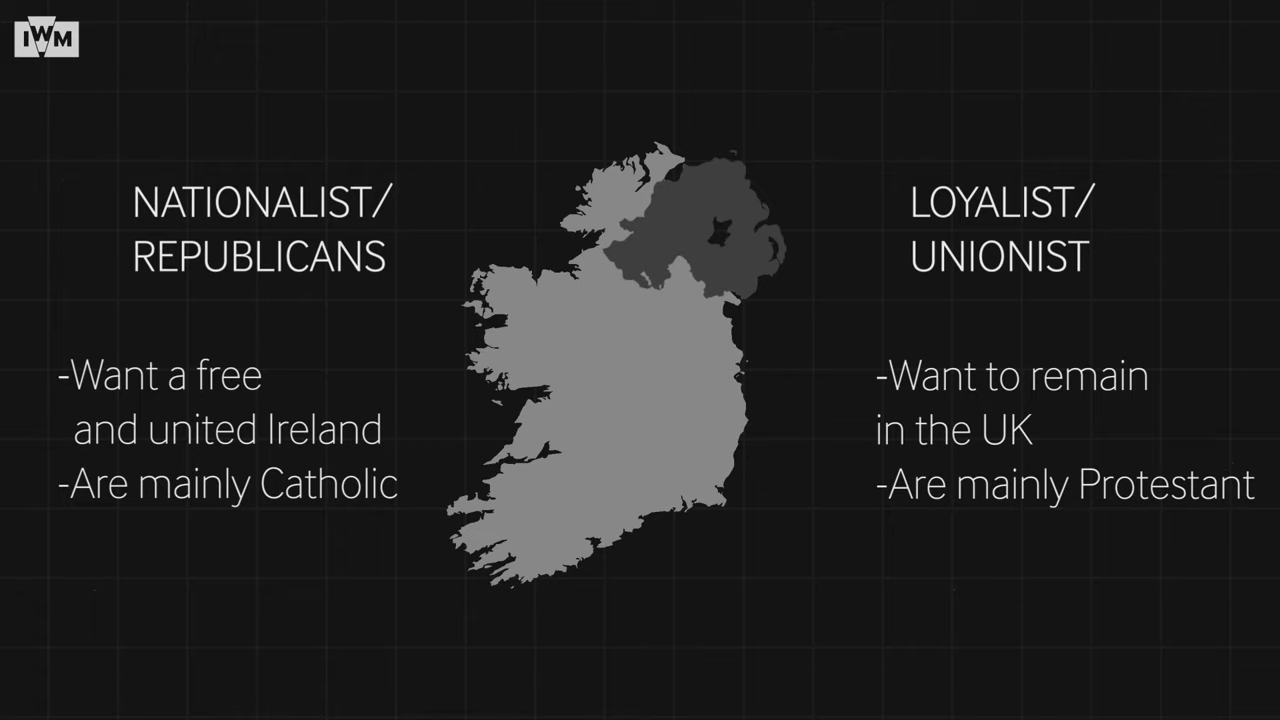 IWM
NATIONALIST/
REPUBLICANS
-Want a free
and united Ireland
-Are mainly Catholic
LOYALIST/
UNIONIST
-Want to remain
in the UK
-Are mainly Protestant